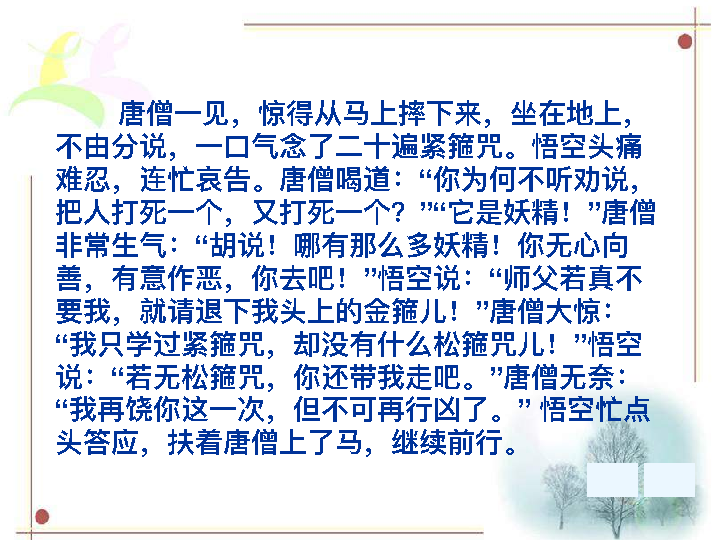 唐僧一见，惊得从马上摔下来，坐在地上，
不由分说，一口气念了二十遍紧箍咒。悟空头痛
难忍，连忙哀告。唐僧喝道：“你为何不听劝说，
把人打死一个，又打死一个？”“它是妖精！”唐僧
非常生气：“胡说！哪有那么多妖精！你无心向
善，有意作恶，你去吧！”悟空说：“师父若真不
要我，就请退下我头上的金箍儿！”唐僧大惊：
“我只学过紧箍咒，却没有什么松箍咒儿！”悟空
说：“若无松箍咒，你还带我走吧。”唐僧无奈：
“我再饶你这一次，但不可再行凶了。” 悟空忙点
头答应，扶着唐僧上了马，继续前行。